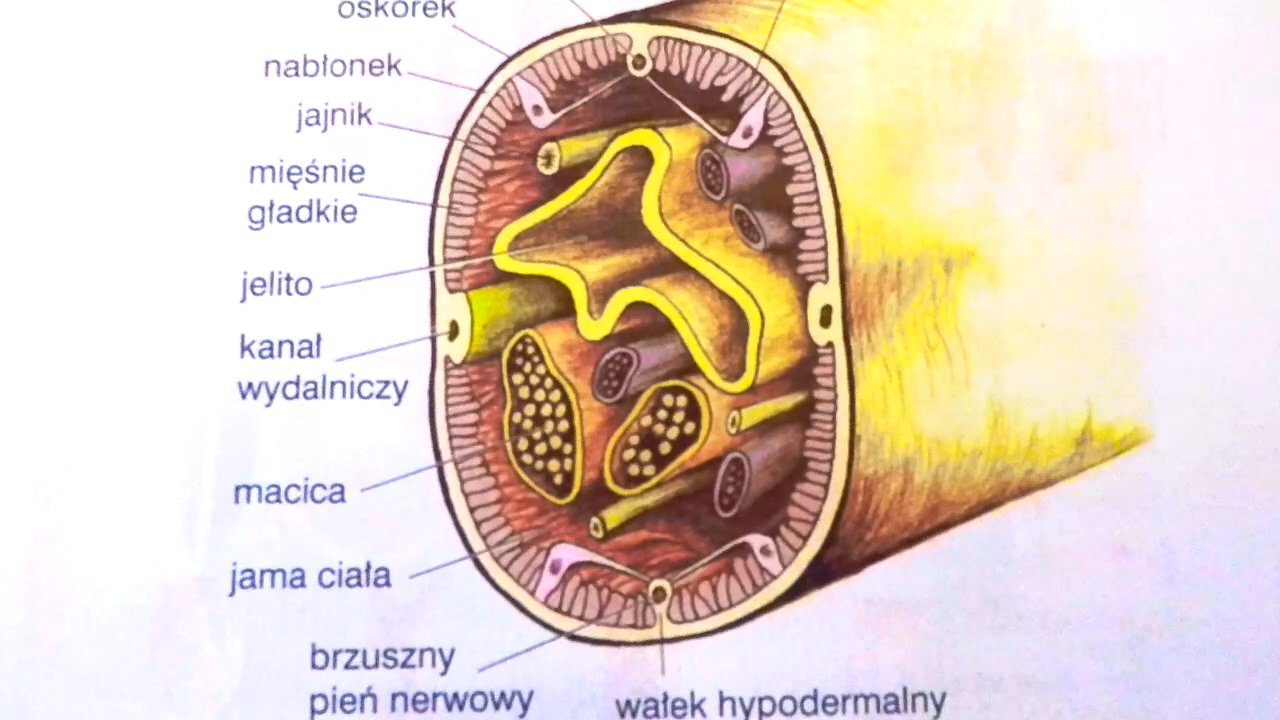 oskórek
nabłonek
jajnik
mięśnie
gładkie
jelito
kanał
wydalniczy
macica
jama ciała
brzuszny
pień nerwowy
wałek hypodermalny